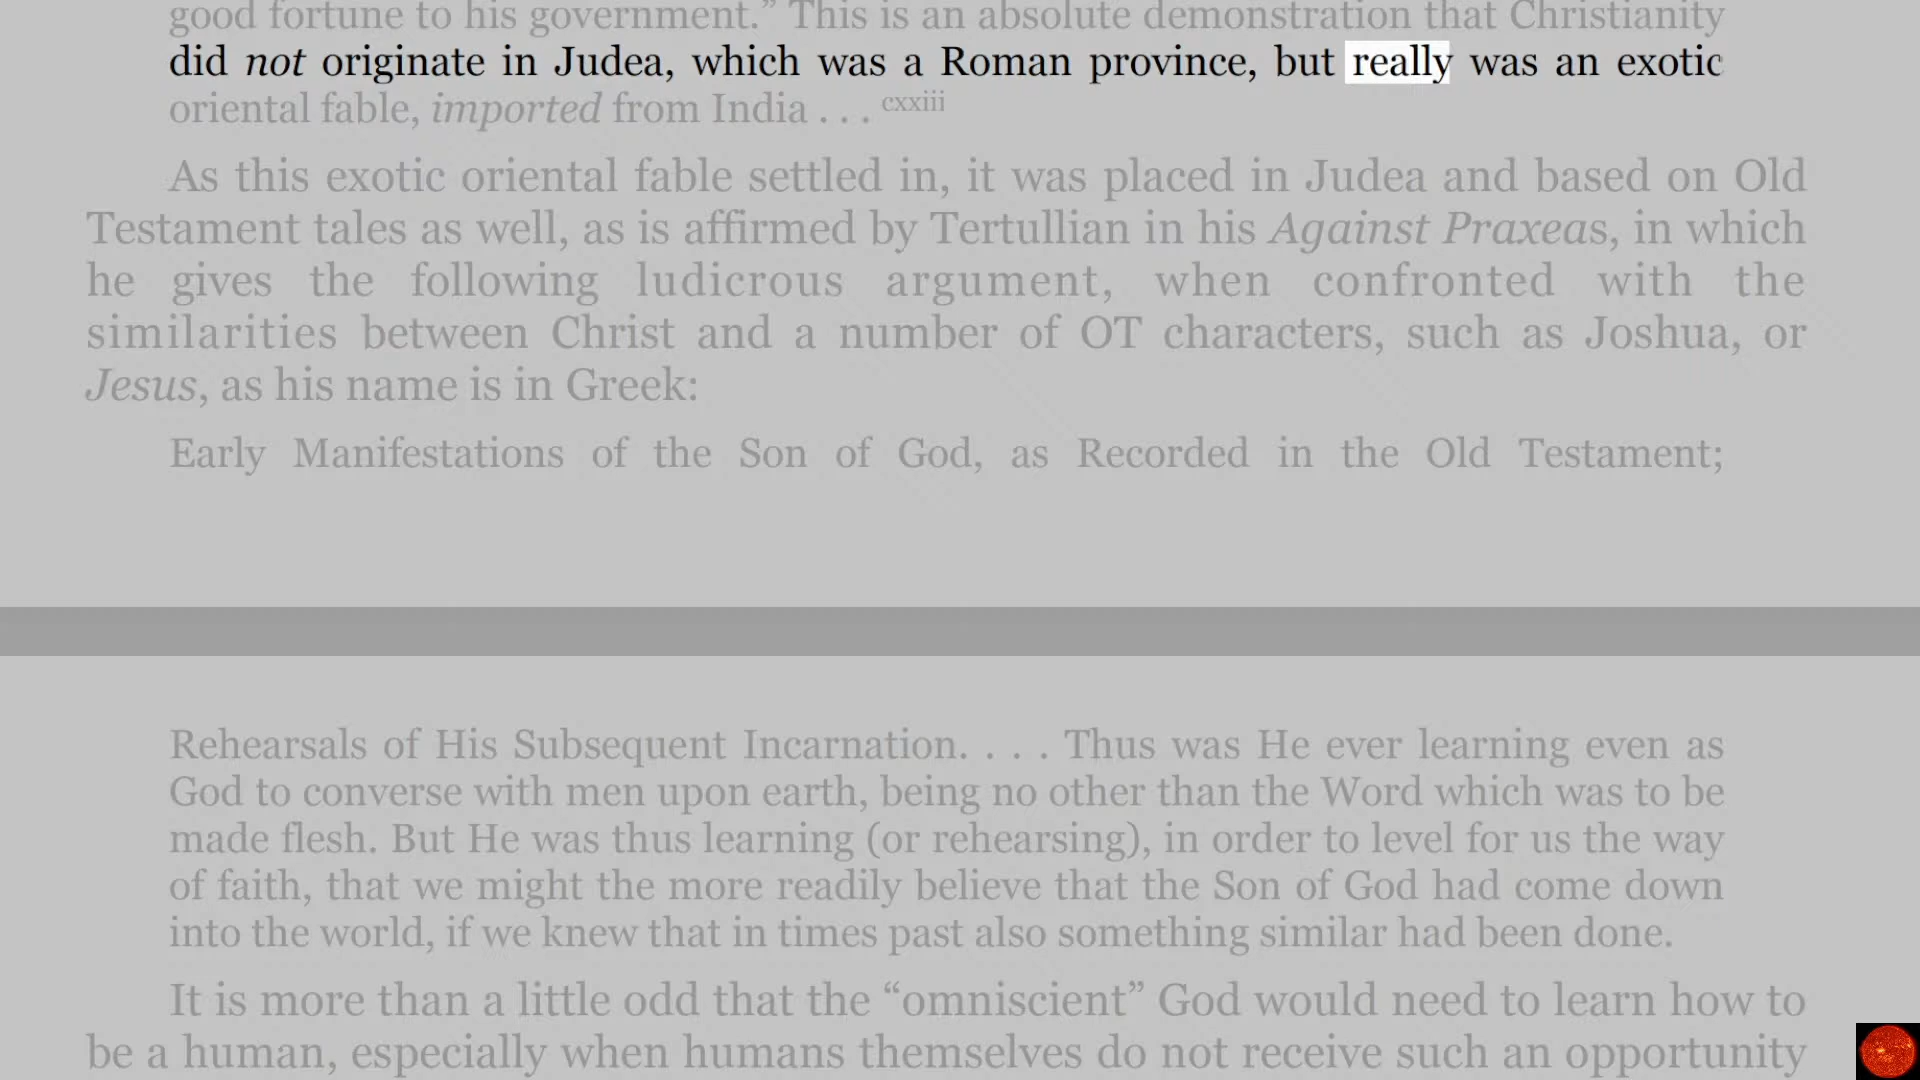 good fortune to his government.” This is an absolute demonstration that Christianity
did not originate in Judea, which was a Roman province, but really was an exotic
oriental fable, imported from India . . . cxxiii
As this exotic oriental fable settled in, it was placed in Judea and based on Old
Testament tales as well, as is affirmed by Tertullian in his Against Praxeas, in which
he gives the following ludicrous argument, when confronted with the
similarities between Christ and a number of OT characters, such as Joshua, or
Jesus, as his name is in Greek:
Early Manifestations of the Son of God, as Recorded in the Old Testament;
Rehearsals of His Subsequent Incarnation. . . . Thus was He ever learning even as
God to converse with men upon earth, being no other than the Word which was to be
made flesh. But He was thus learning (or rehearsing), in order to level for us the way
of faith, that we might the more readily believe that the Son of God had come down
into the world, if we knew that in times past also something similar had been done.
It is more than a little odd that the “omniscient” God would need to learn how to
be a human, especially when humans themselves do not receive such an opportunity